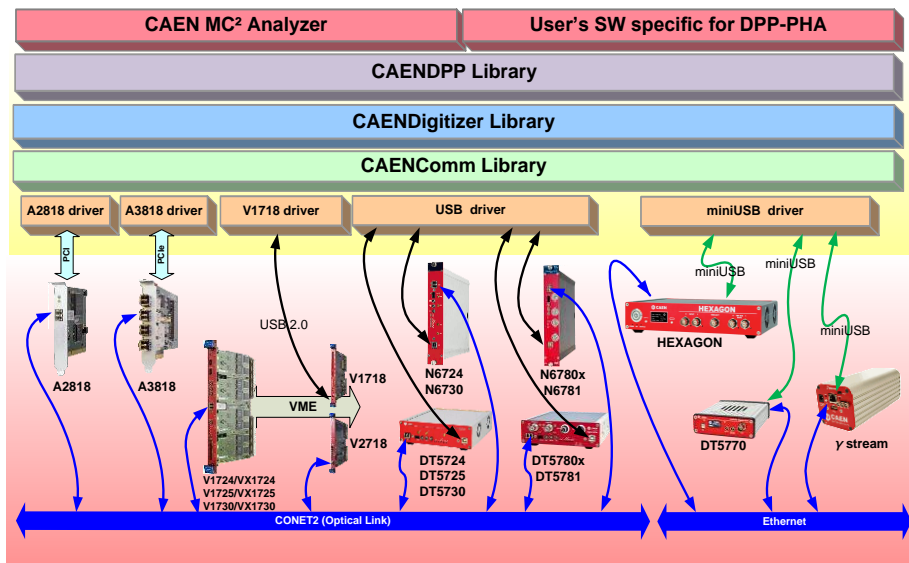 CAEN MC² Analyzer
User's SW specific for DPP-PHA
CAENDPP Library
CAENDigitizer Library
CAENComm Library
A2818 driver
A3818 driver
V1718 driver
USB driver
miniUSB driver
PCI
PCIe
miniUSB
miniUSB
miniUSB
USB 2.0
CAEN
HEXAGON
HEXAGON
A2818
A3818
V1718
VME
V2718
N6724
N6730
N6780x
N6781
V1724/VX1724
V1725/VX1725
V1730/VX1730
DT5724
DT5725
DT5730
DT5780x
DT5781
DT5770
CAEN
γ stream
CONET2 (Optical Link)
Ethernet